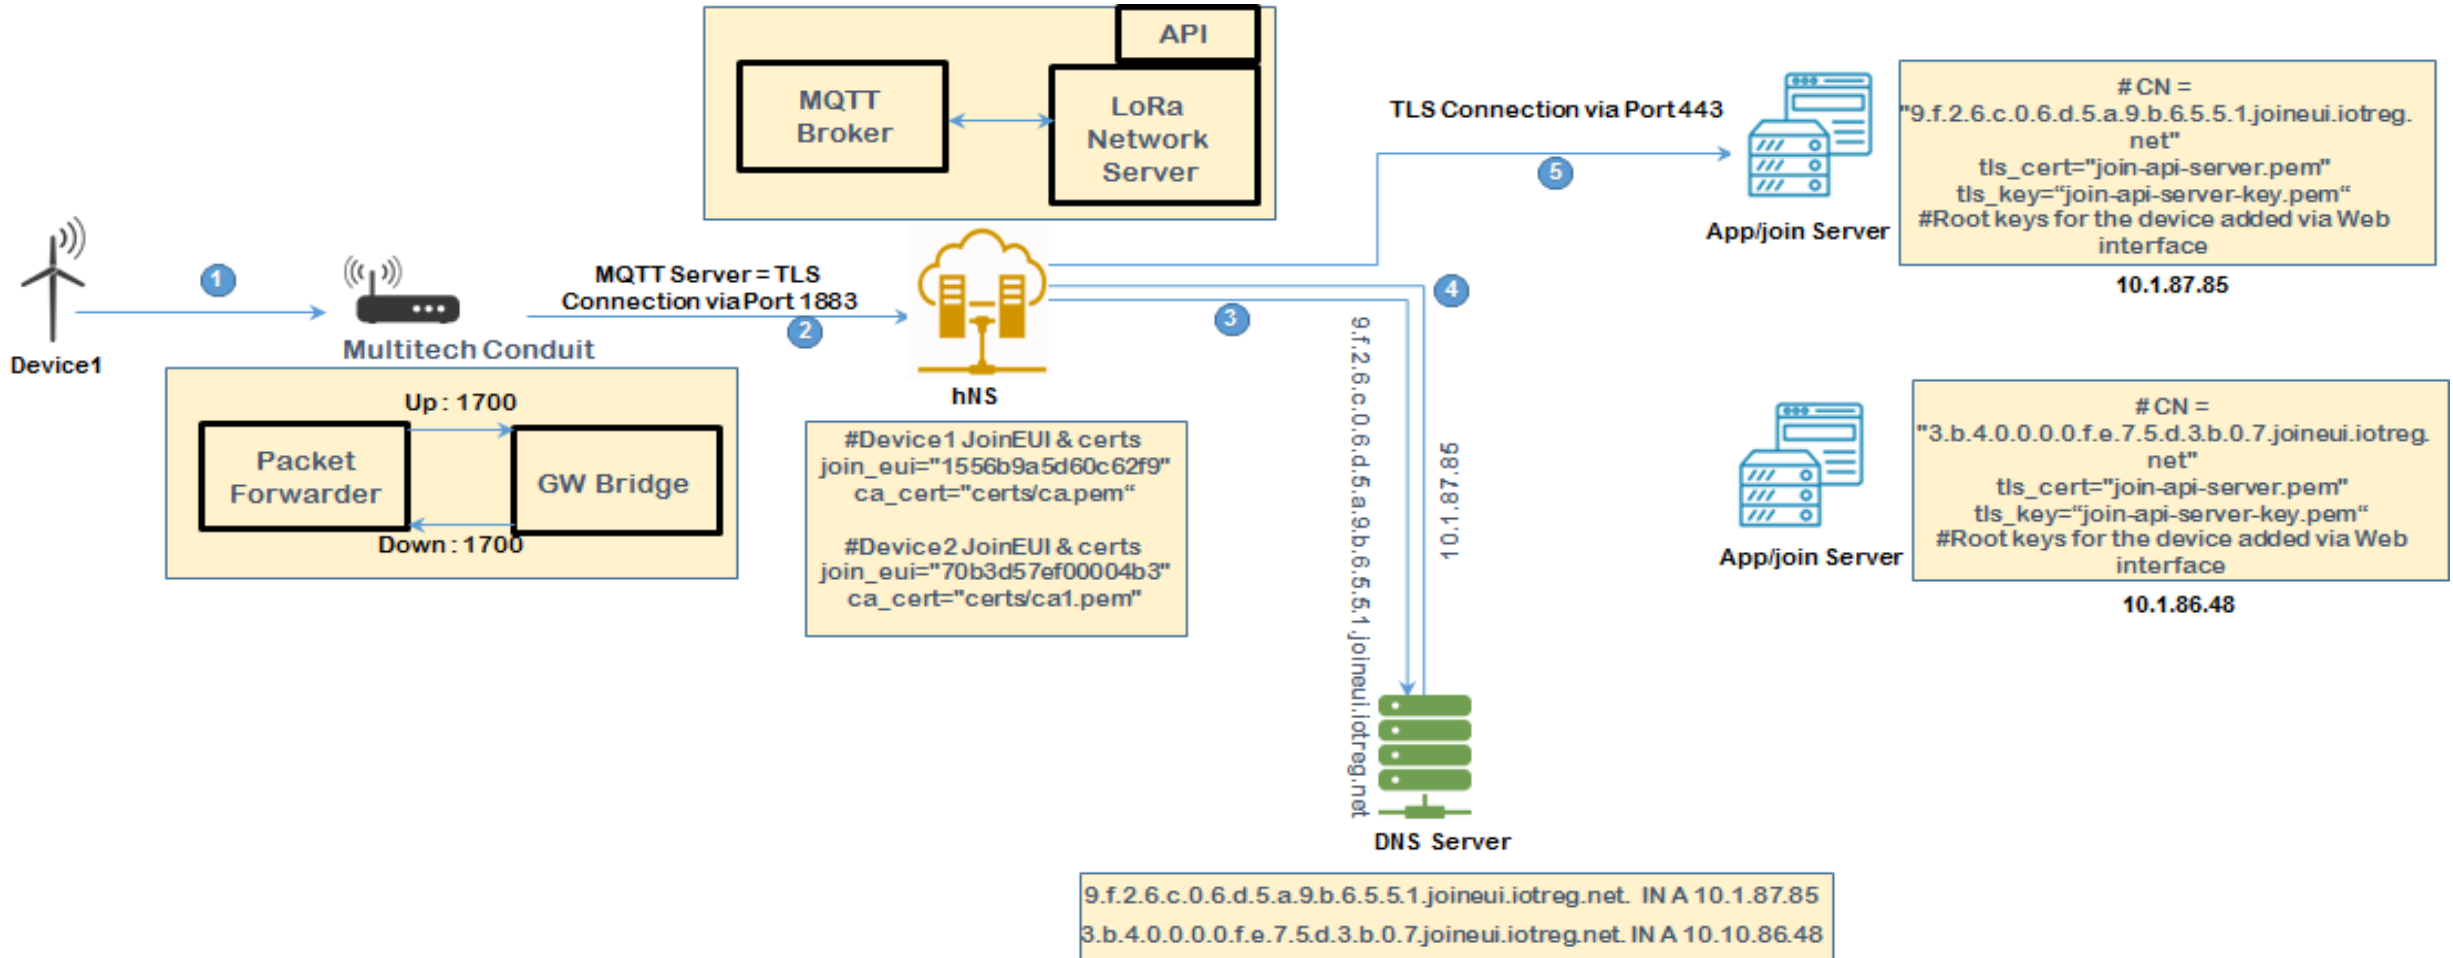 API
MQTT
Broker
LoRa
Network
Server
TLS Connection via Port 443
# CN =
"9.f.2.6.c.0.6.d.5.a.9.b.6.5.5.1.joineui.iotreg.
net"
tls_cert="join-api-server.pem"
tls_key=“join-api-server-key.pem“
#Root keys for the device added via Web
interface
10.1.87.85
5
App/join Server
1
MQTT Server = TLS
Connection via Port 1883
2
3
4
Device1
Multitech Conduit
Up : 1700
Packet
Forwarder
GW Bridge
Down : 1700
hNS
#Device1 JoinEUI & certs
join_eui="1556b9a5d60c62f9"
ca_cert="certs/ca.pem“
#Device2 JoinEUI & certs
join_eui="70b3d57ef00004b3"
ca_cert="certs/ca1.pem"
9.f.2.6.c.0.6.d.5.a.9.b.6.5.5.1.joineui.iotreg.net
10.1.87.85
# CN =
"3.b.4.0.0.0.0.f.e.7.5.d.3.b.0.7.joineui.iotreg.
net"
tls_cert="join-api-server.pem"
tls_key=“join-api-server-key.pem“
#Root keys for the device added via Web
interface
App/join Server
10.1.86.48
DNS Server
9.f.2.6.c.0.6.d.5.a.9.b.6.5.5.1.joineui.iotreg.net. IN A 10.1.87.85
3.b.4.0.0.0.0.f.e.7.5.d.3.b.0.7.joineui.iotreg.net. IN A 10.10.86.48